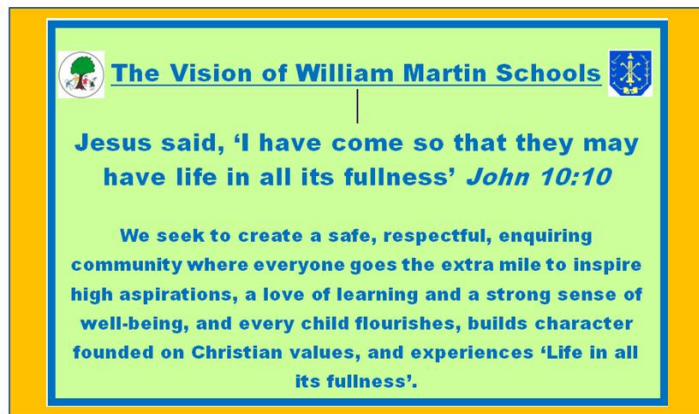 The Vision of William Martin Schools
Jesus said, ‘I have come so that they may
have life in all its fullness’ John 10:10
We seek to create a safe, respectful, enquiring
community where everyone goes the extra mile to inspire
high aspirations, a love of learning and a strong sense of
well-being, and every child flourishes, builds character
founded on Christian values, and experiences ‘Life in all
its fullness’.